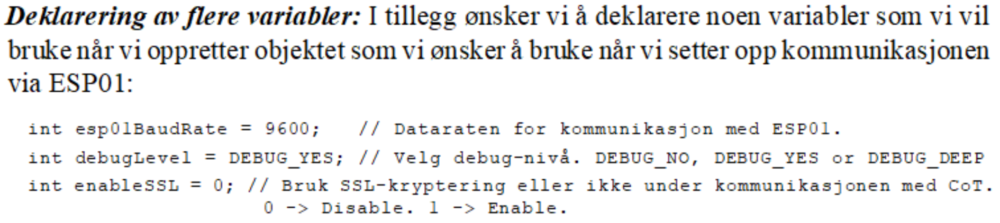 Deklarering av flere variabler: I tillegg ønsker vi å deklarere noen variabler som vi vil
bruke når vi oppretter objektet som vi ønsker å bruke når vi setter opp kommunikasjonen
via ESP01:
int esp01BaudRate = 9600; // Dataraten for kommunikasjon med ESP01.
int debugLevel = DEBUG_YES; // Velg debug-nivå. DEBUG_NO, DEBUG_YES or DEBUG_DEEP
int enableSSL = 0; // Bruk SSL-kryptering eller ikke under kommunikasjonen med CoT.
0 -> Disable. 1 -> Enable.